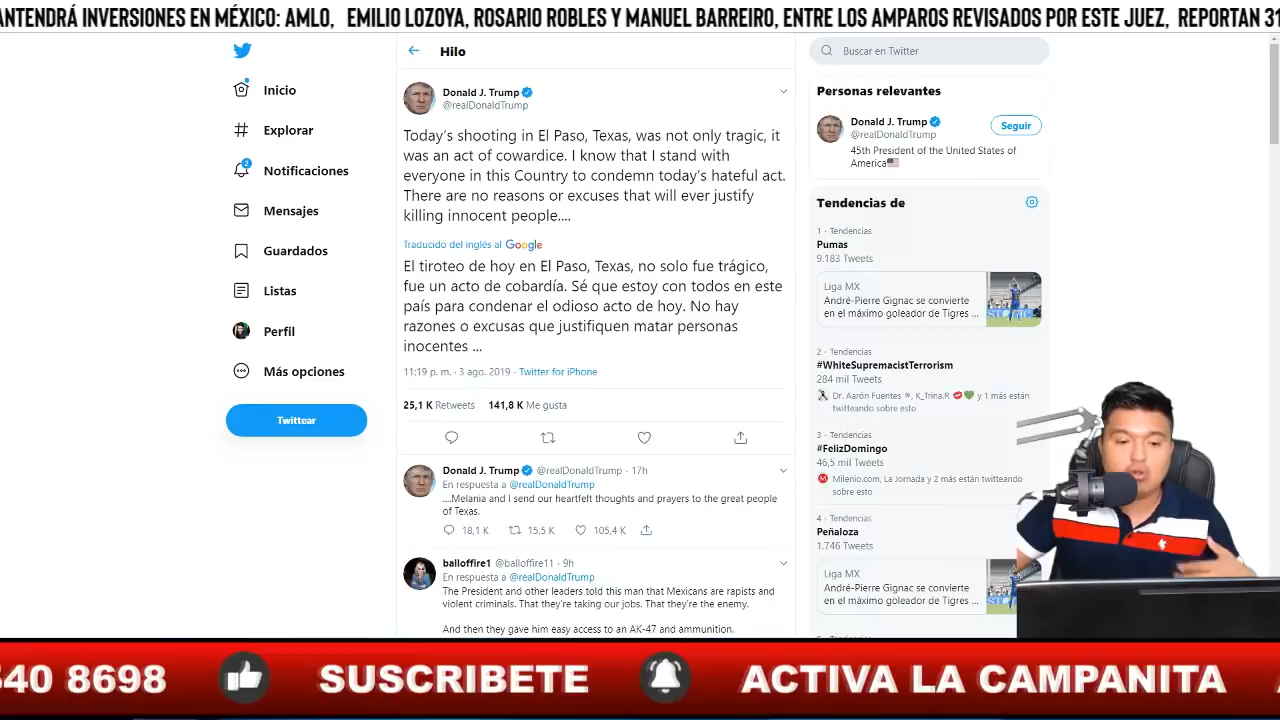 ANTENDRÁ INVERSIONES EN MÉXICO: AMLO, EMILIO LOZOYA, ROSARIO ROBLES Y MANUEL BARREIRO, ENTRE LOS AMPAROS REVISADOS POR ESTE JUEZ, REPORTAN 31
Inicio
Explorar
2
Notificaciones
Mensajes
Guardados
Listas
Perfil
Más opciones
Twittear
Hilo
Donald J. Trump
@realDonaldTrump
Today's shooting in El Paso, Texas, was not only tragic, it
was an act of cowardice. I know that I stand with
everyone in this Country to condemn today's hateful act.
There are no reasons or excuses that will ever justify
killing innocent people....
Traducido del inglés al Google
El tiroteo de hoy en El Paso, Texas, no solo fue trágico,
fue un acto de cobardía. Sé que estoy con todos en este
país para condenar el odioso acto de hoy. No hay
razones o excusas que justifiquen matar personas
inocentes ...
11:19 p. m. · 3 ago. 2019 · Twitter for iPhone
25,1 K Retweets 141,8 K Me gusta
Donald J. Trump @realDonaldTrump · 17h
En respuesta a @realDonaldTrump
....Melania and I send our heartfelt thoughts and prayers to the great people
of Texas.
18,1 K 15,5 K 105,4 K
balloffire1 @balloffire11 · 9h
En respuesta a @realDonaldTrump
The President and other leaders told this man that Mexicans are rapists and
violent criminals. That they're taking our jobs. That they're the enemy.
And then they gave him easy access to an AK-47 and ammunition.
Buscar en Twitter
Personas relevantes
Donald J. Trump
@realDonaldTrump
Seguir
45th President of the United States of
America🇺🇸
Tendencias de
1 · Tendencias
Pumas
9.183 Tweets
Liga MX
André-Pierre Gignac se convierte
en el máximo goleador de Tigres ...
2 · Tendencias
#WhiteSupremacistTerrorism
284 mil Tweets
Dr. Aarón Fuentes , K_Trina.R 💋💚 y 1 más están
twitteando sobre esto
3 · Tendencias
#FelizDomingo
46,5 mil Tweets
Milenio.com, La Jornada y 2 más están twitteando
sobre esto
4 · Tendencias
Peñaloza
1.746 Tweets
Liga MX
André-Pierre Gignac se convierte
en el máximo goleador de Tigres ...
540 8698 SUSCRIBETE ACTIVA LA CAMPANITA